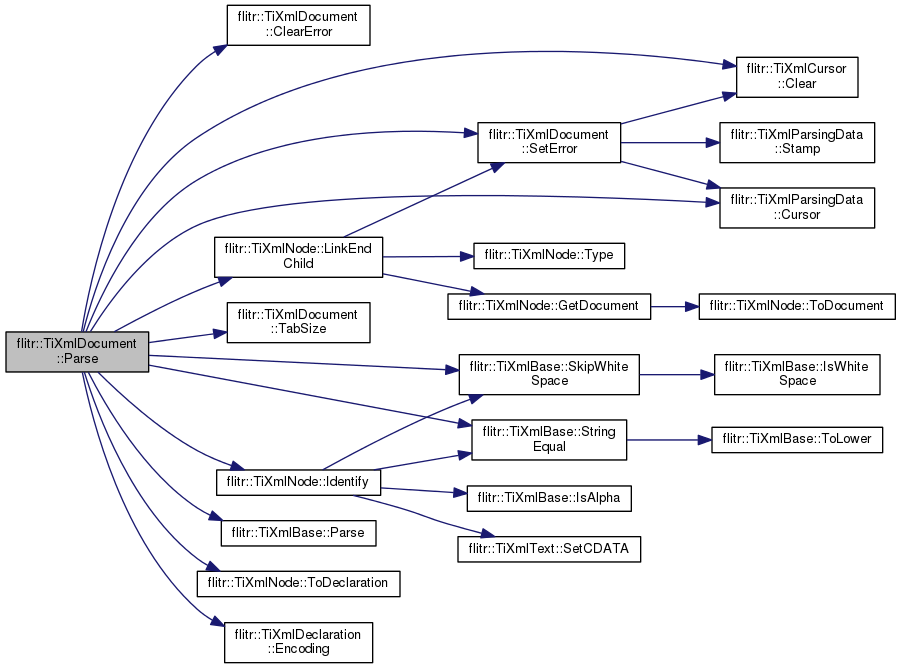 flitr::TiXmlDocument
::Parse
flitr::TiXmlDocument
::ClearError
flitr::TiXmlCursor
::Clear
flitr::TiXmlDocument
::SetError
flitr::TiXmlParsingData
::Stamp
flitr::TiXmlParsingData
::Cursor
flitr::TiXmlNode::LinkEnd
Child
flitr::TiXmlNode::Type
flitr::TiXmlNode::GetDocument
flitr::TiXmlNode::ToDocument
flitr::TiXmlDocument
::TabSize
flitr::TiXmlBase::SkipWhite
Space
flitr::TiXmlBase::IsWhite
Space
flitr::TiXmlBase::String
Equal
flitr::TiXmlBase::ToLower
flitr::TiXmlNode::Identify
flitr::TiXmlBase::IsAlpha
flitr::TiXmlText::SetCDATA
flitr::TiXmlBase::Parse
flitr::TiXmlNode::ToDeclaration
flitr::TiXmlDeclaration
::Encoding